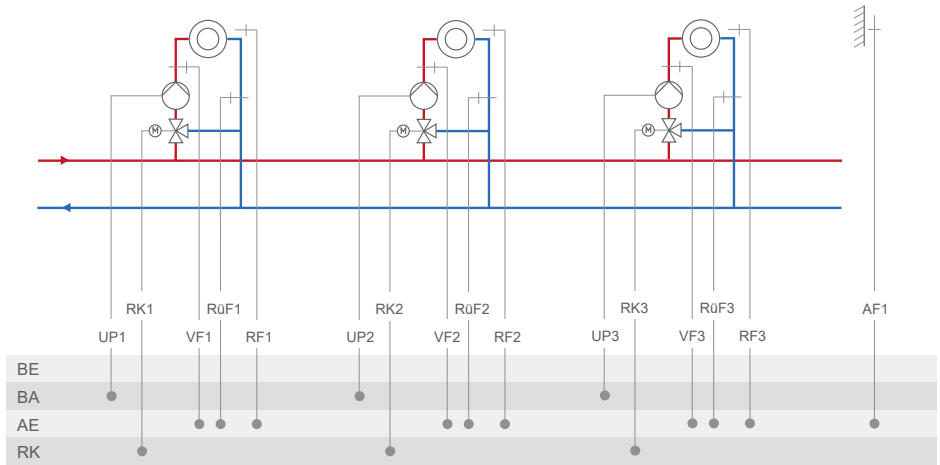 M M M
RK1 RüF1 RK2 RüF2 RK3 RüF3 AF1
UP1 VF1 RF1 UP2 VF2 RF2 UP3 VF3 RF3
BE
BA
AE
RK